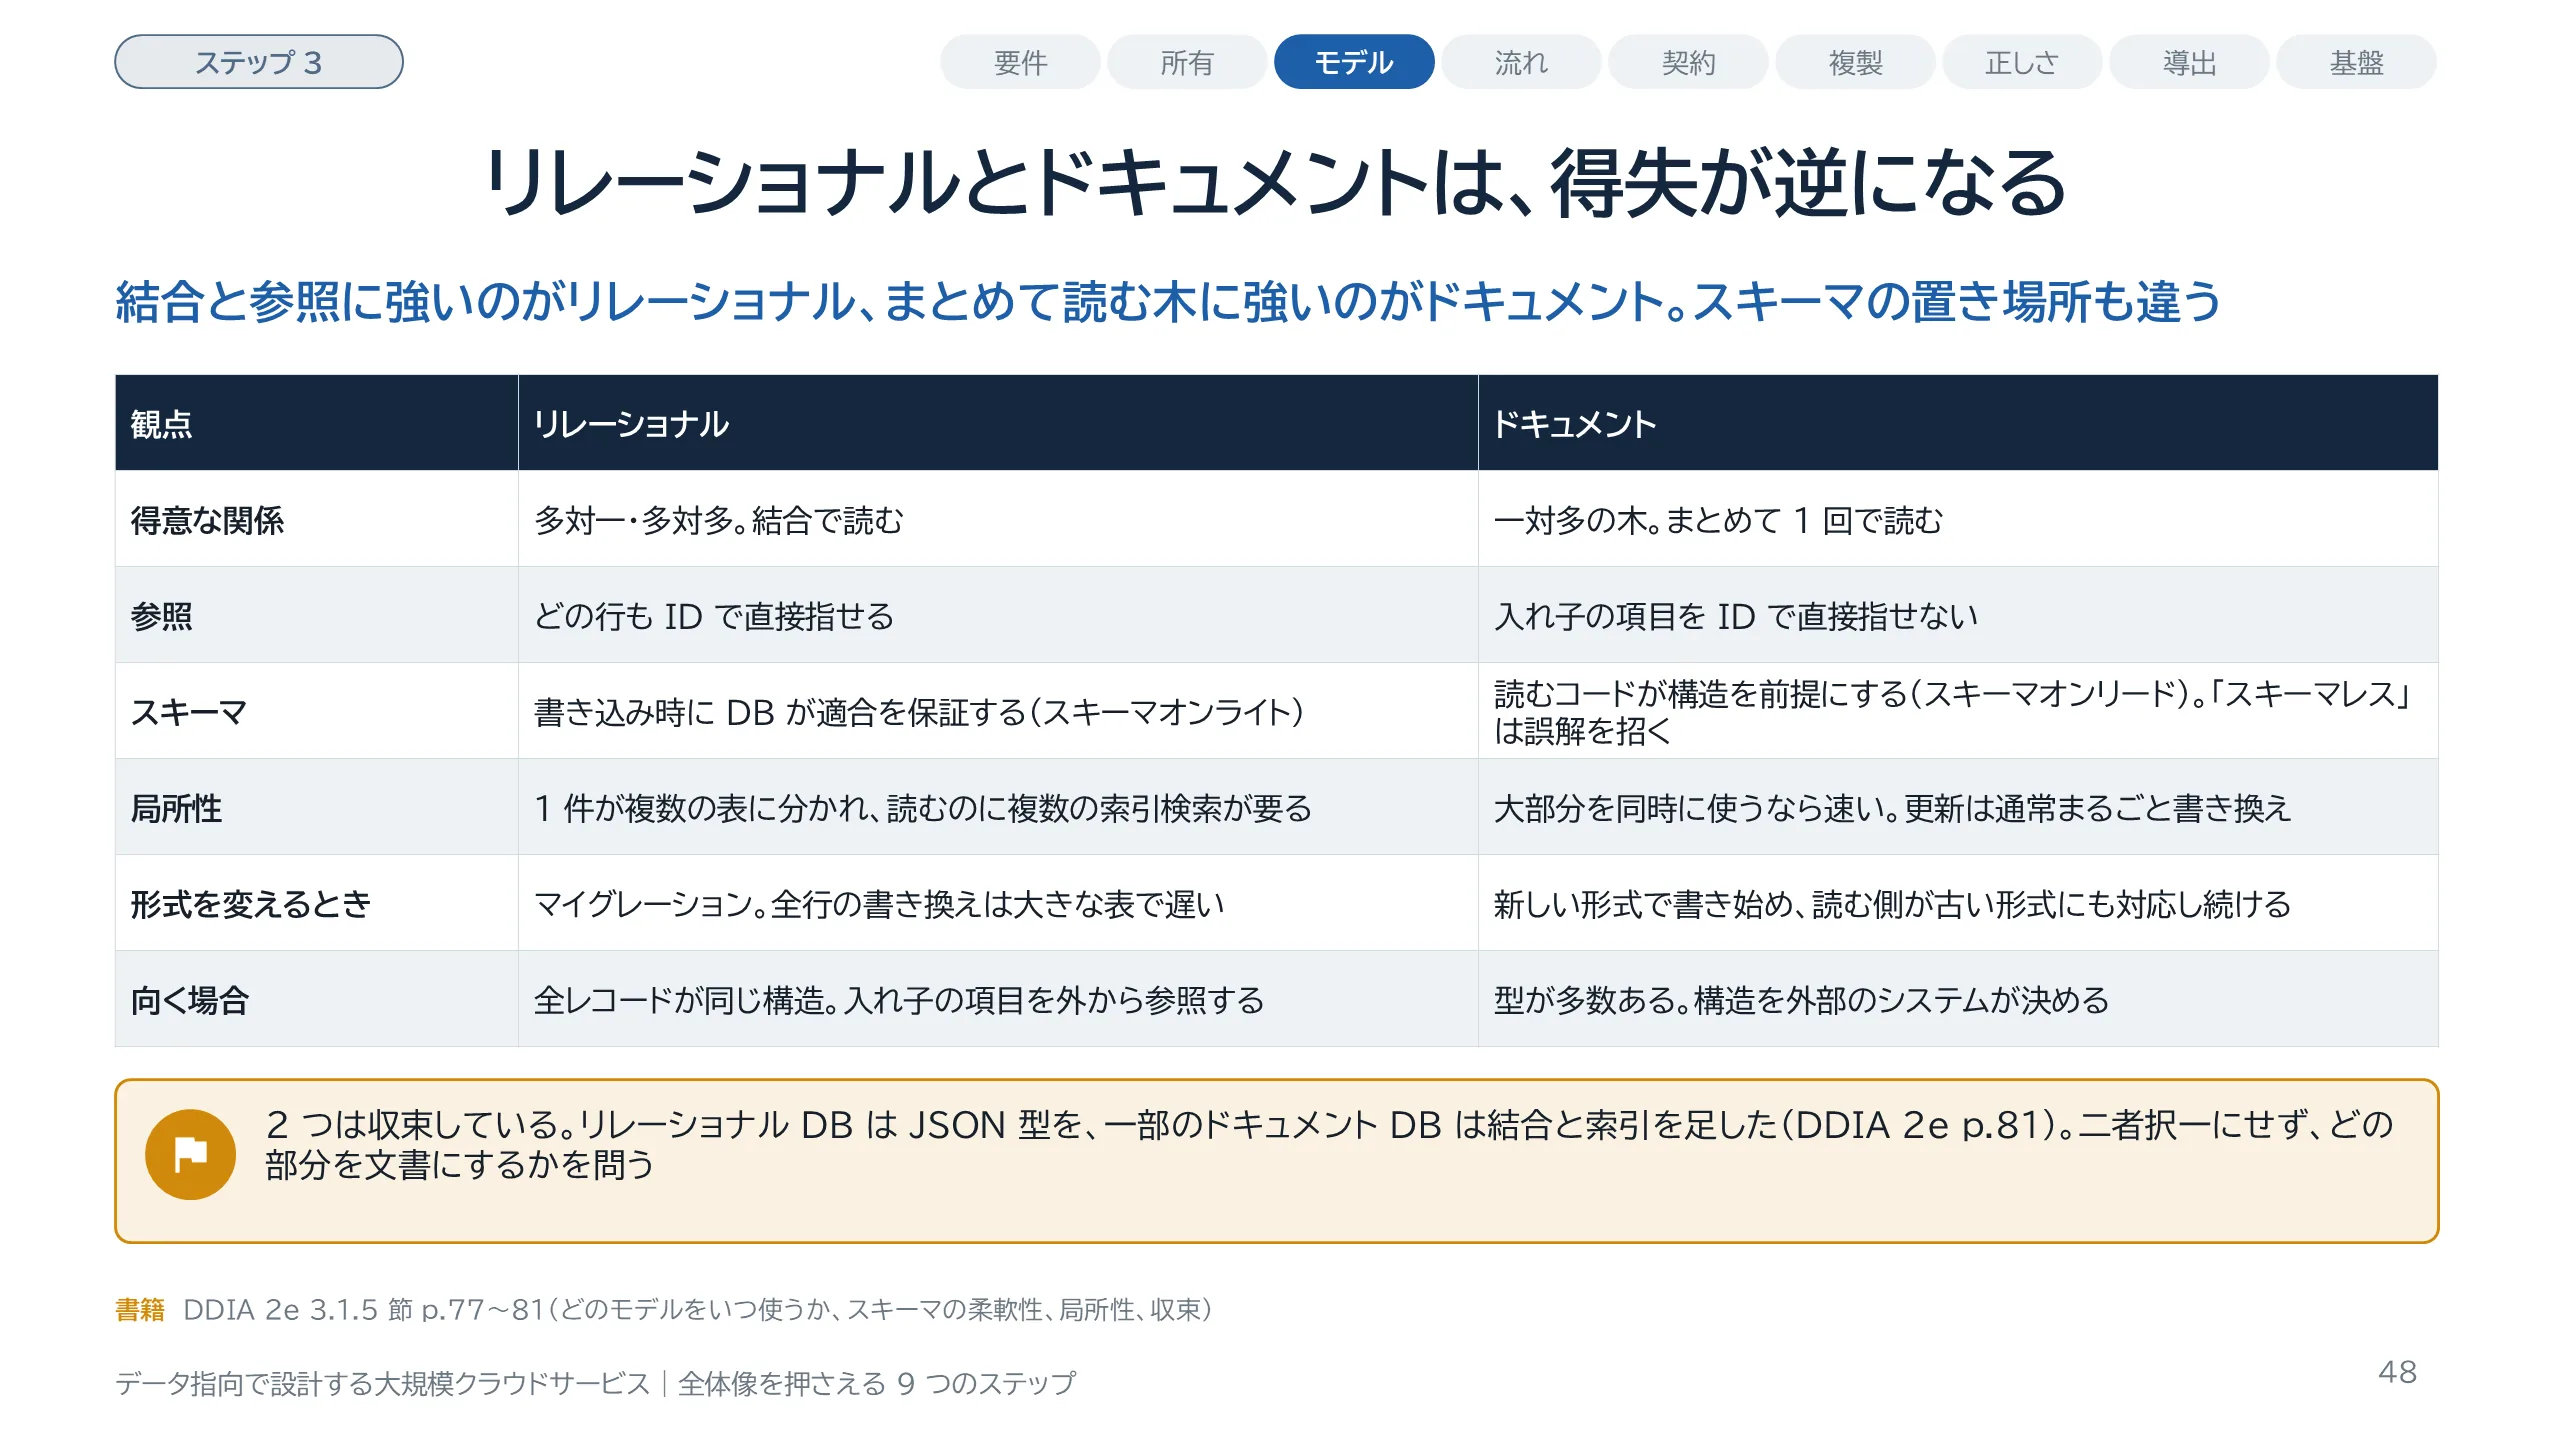 ステップ 3
要件
所有
モデル
流れ
契約
複製
正しさ
導出
基盤
リレーショナルとドキュメントは、得失が逆になる
結合と参照に強いのがリレーショナル、まとめて読む木に強いのがドキュメント。スキーマの置き場所も違う
観点
リレーショナル
ドキュメント
得意な関係
多対一・多対多。結合で読む
一対多の木。まとめて 1 回で読む
参照
どの行も ID で直接指せる
入れ子の項目を ID で直接指せない
スキーマ
書き込み時に DB が適合を保証する（スキーマオンライト）
読むコードが構造を前提にする（スキーマオンリード）。「スキーマレス」
は誤解を招く
局所性
1 件が複数の表に分かれ、読むのに複数の索引検索が要る
大部分を同時に使うなら速い。更新は通常まるごと書き換え
形式を変えるとき
マイグレーション。全行の書き換えは大きな表で遅い
新しい形式で書き始め、読む側が古い形式にも対応し続ける
向く場合
全レコードが同じ構造。入れ子の項目を外から参照する
型が多数ある。構造を外部のシステムが決める
2 つは収束している。リレーショナル DB は JSON 型を、一部のドキュメント DB は結合と索引を足した（DDIA 2e p.81）。二者択一にせず、どの
部分を文書にするかを問う
書籍 DDIA 2e 3.1.5 節 p.77～81（どのモデルをいつ使うか、スキーマの柔軟性、局所性、収束）
データ指向で設計する大規模クラウドサービス｜全体像を押さえる 9 つのステップ
48